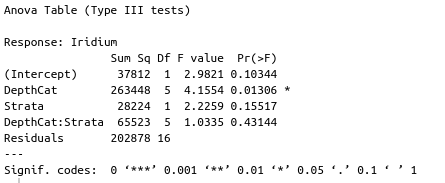 Anova Table (Type III tests)
Response: Iridium
Sum Sq Df F value Pr(>F)
(Intercept) 37812 1 2.9821 0.10344
DepthCat 263448 5 4.1554 0.01306 *
Strata 28224 1 2.2259 0.15517
DepthCat:Strata 65523 5 1.0335 0.43144
Residuals 202878 16
---
Signif. codes: 0 ‘***’ 0.001 ‘**’ 0.01 ‘*’ 0.05 ‘.’ 0.1 ‘ ’ 1